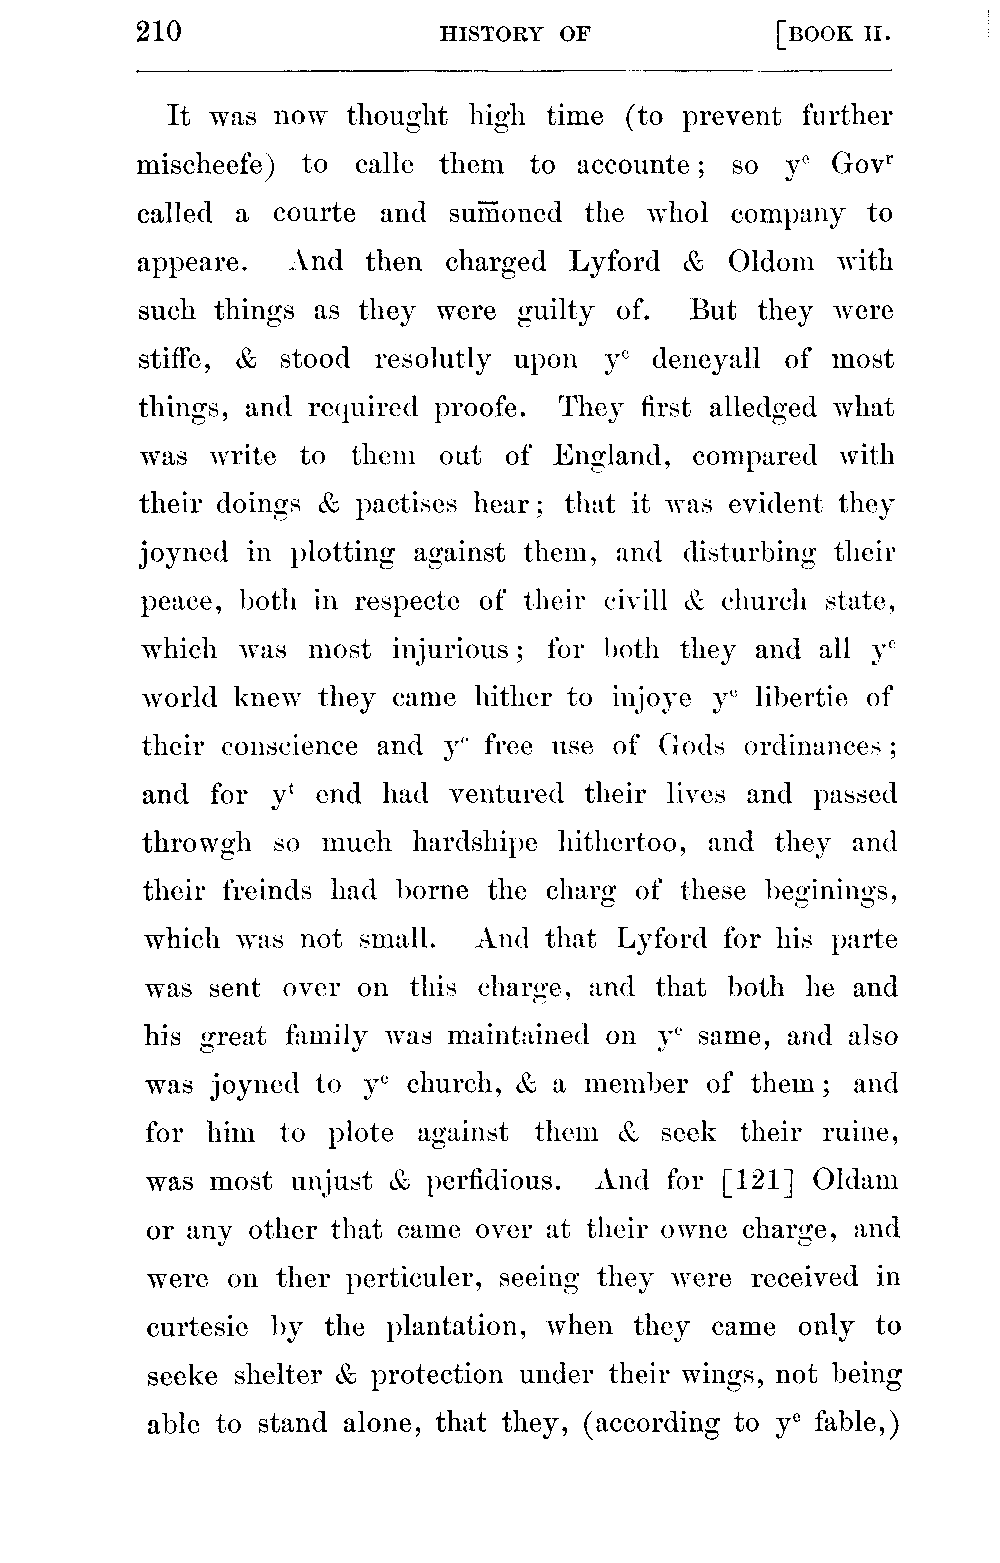 210 HISTORY OF [BOOK II.
It was now thought high time (to prevent further
mischeefe) to calle them to accounte; so yᵉ Govʳ
called a courte and sum̅oned the whol company to
appeare. And then charged Lyford & Oldom with
such things as they were guilty of. But they were
stiffe, & stood resolutly upon yᵉ deneyall of most
things, and required proofe. They first alledged what
was write to them out of England, compared with
their doings & pactises hear; that it was evident they
joyned in plotting against them, and disturbing their
peace, both in respecte of their civill & church state,
which was most injurious; for both they and all yᵉ
world knew they came hither to injoye yᵉ libertie of
their conscience and yᵉ free use of Gods ordinances;
and for yᵗ end had ventured their lives and passed
throwgh so much hardshipe hithertoo, and they and
their freinds had borne the charg of these beginings,
which was not small. And that Lyford for his parte
was sent over on this charge, and that both he and
his great family was maintained on yᵉ same, and also
was joyned to yᵉ church, & a member of them; and
for him to plote against them & seek their ruine,
was most unjust & perfidious. And for [121] Oldam
or any other that came over at their owne charge, and
were on ther perticuler, seeing they were received in
curtesie by the plantation, when they came only to
seeke shelter & protection under their wings, not being
able to stand alone, that they, (according to yᵉ fable,)